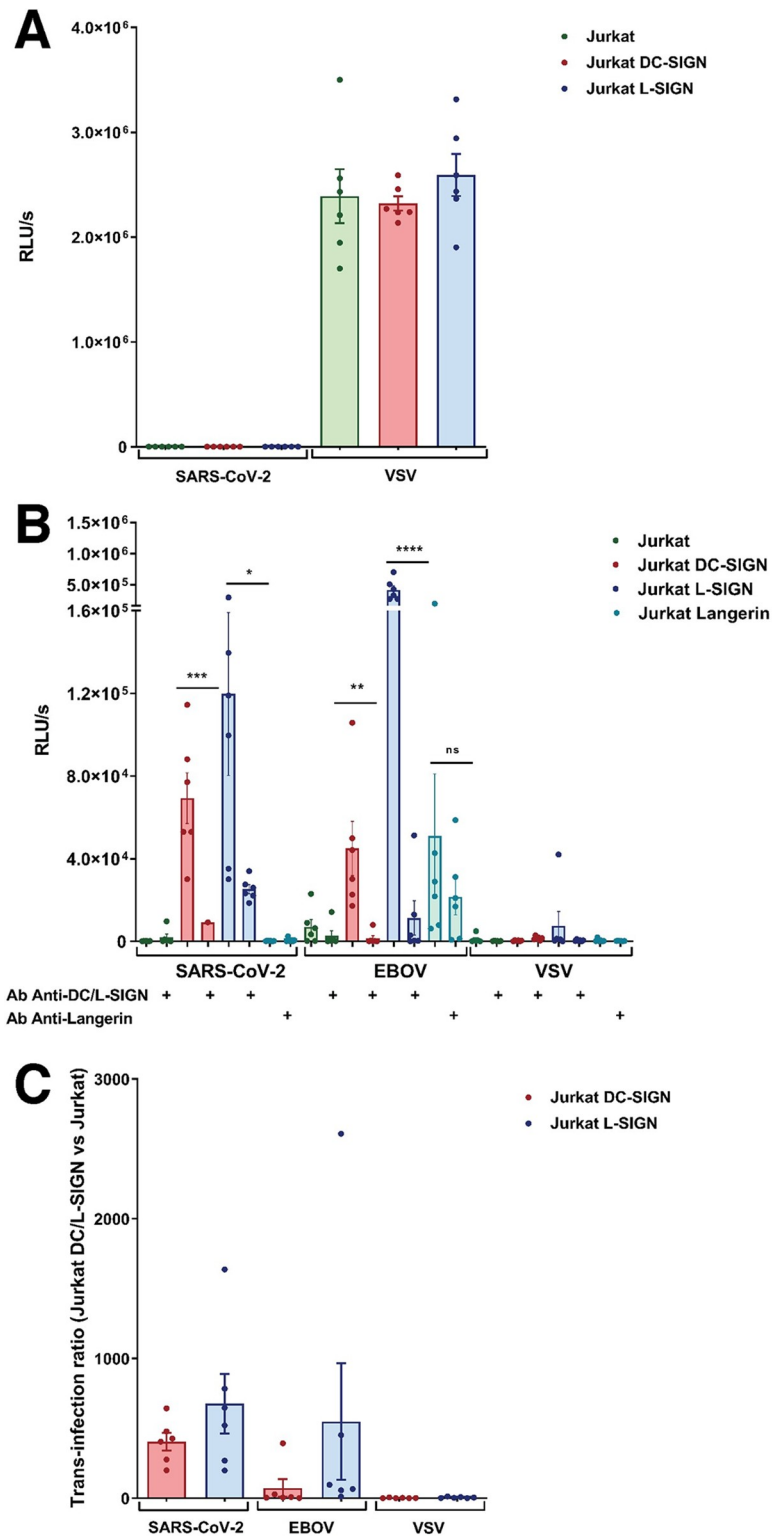 A
4.0×10⁶
3.0×10⁶
2.0×10⁶
1.0×10⁶
0
RLU/s
Jurkat
Jurkat DC-SIGN
Jurkat L-SIGN
SARS-CoV-2 VSV
B
1.5×10⁶
1.0×10⁶
5.0×10⁵
1.6×10⁵
1.2×10⁵
8.0×10⁴
4.0×10⁴
0
RLU/s
Jurkat
Jurkat DC-SIGN
Jurkat L-SIGN
Jurkat Langerin
*** * ** **** ns
SARS-CoV-2 EBOV VSV
Ab Anti-DC/L-SIGN + + + + + + + + +
Ab Anti-Langerin + + +
C
3000
2000
1000
0
Trans-infection ratio (Jurkat DC/L-SIGN vs Jurkat)
Jurkat DC-SIGN
Jurkat L-SIGN
SARS-CoV-2 EBOV VSV